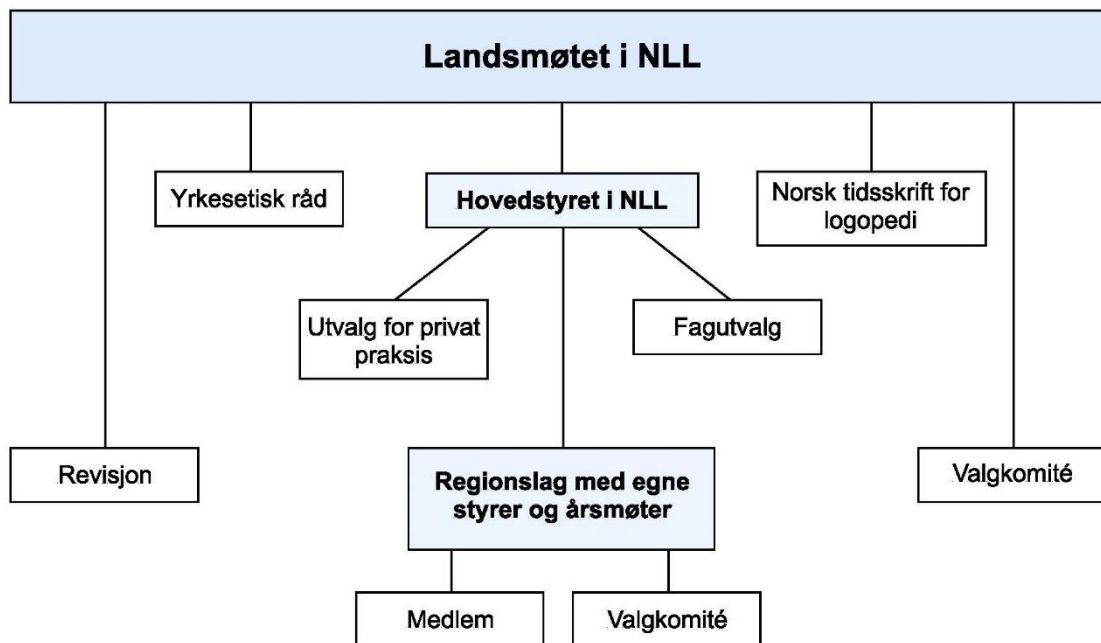 Landsmøtet i NLL
Yrkesetisk råd
Hovedstyret i NLL
Norsk tidsskrift for
logopedi
Utvalg for privat
praksis
Fagutvalg
Revisjon
Regionslag med egne
styrer og årsmøter
Valgkomité
Medlem
Valgkomité